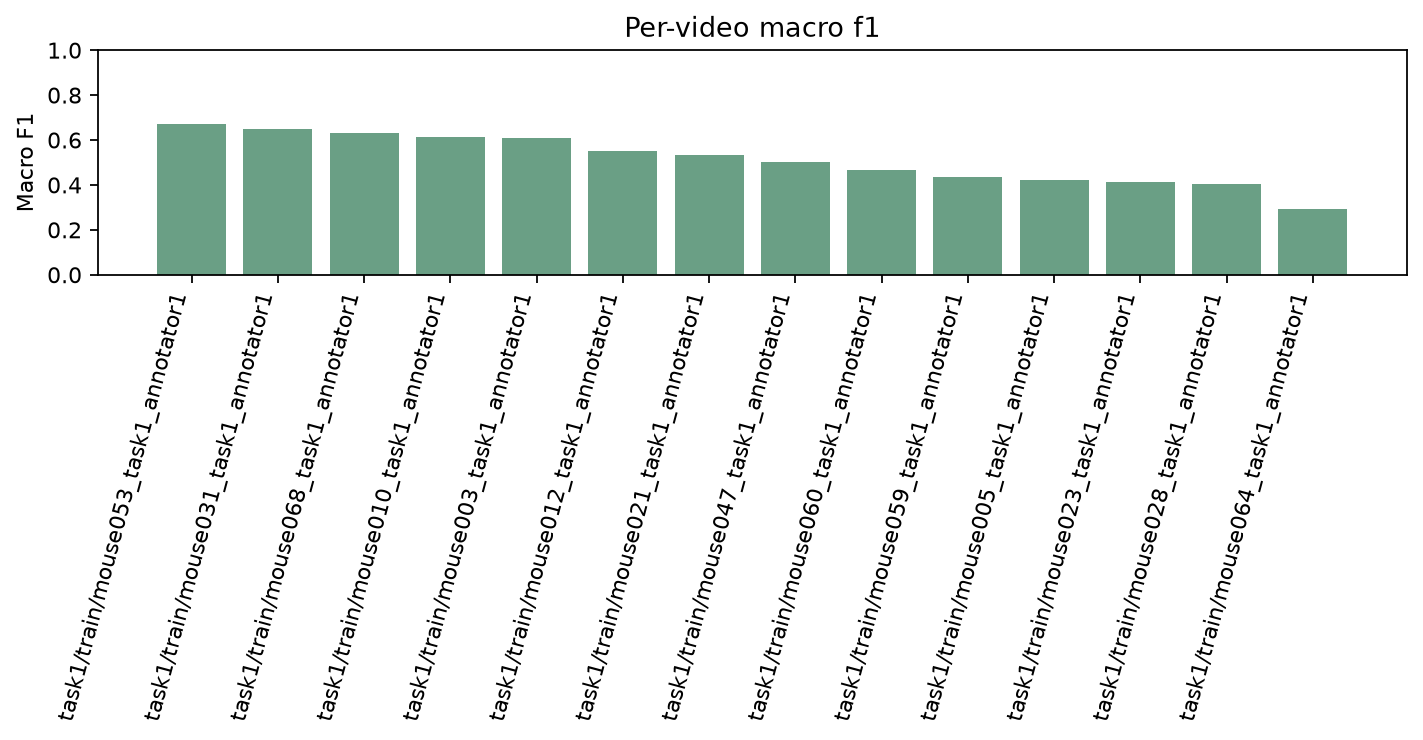 Per-video macro f1
Macro F1
1.0
0.8
0.6
0.4
0.2
0.0
task1/train/mouse053_task1_annotator1
task1/train/mouse031_task1_annotator1
task1/train/mouse068_task1_annotator1
task1/train/mouse010_task1_annotator1
task1/train/mouse003_task1_annotator1
task1/train/mouse012_task1_annotator1
task1/train/mouse021_task1_annotator1
task1/train/mouse047_task1_annotator1
task1/train/mouse060_task1_annotator1
task1/train/mouse059_task1_annotator1
task1/train/mouse005_task1_annotator1
task1/train/mouse023_task1_annotator1
task1/train/mouse028_task1_annotator1
task1/train/mouse064_task1_annotator1